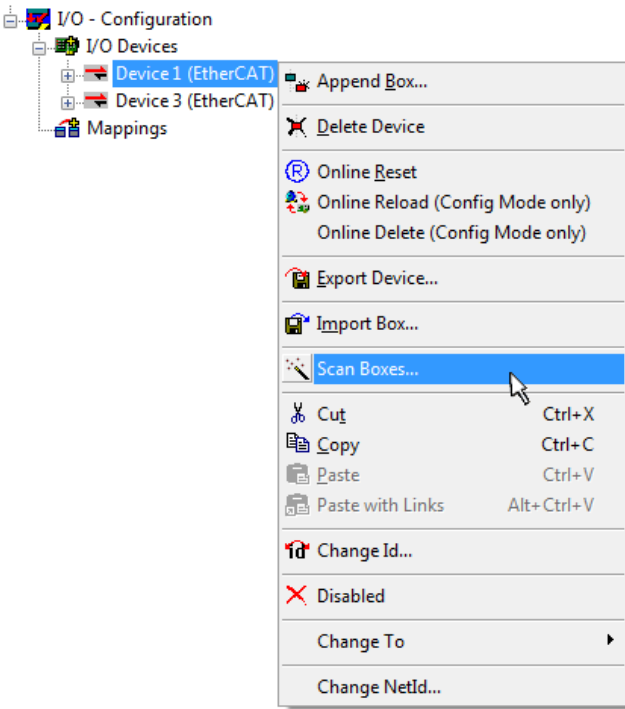 I/O - Configuration
I/O Devices
Device 1 (EtherCAT)
Device 3 (EtherCAT)
Mappings
Append Box...
Delete Device
Online Reset
Online Reload (Config Mode only)
Online Delete (Config Mode only)
Export Device...
Import Box...
Scan Boxes...
Cut Ctrl+X
Copy Ctrl+C
Paste Ctrl+V
Paste with Links Alt+Ctrl+V
Change Id...
Disabled
Change To
Change NetId...